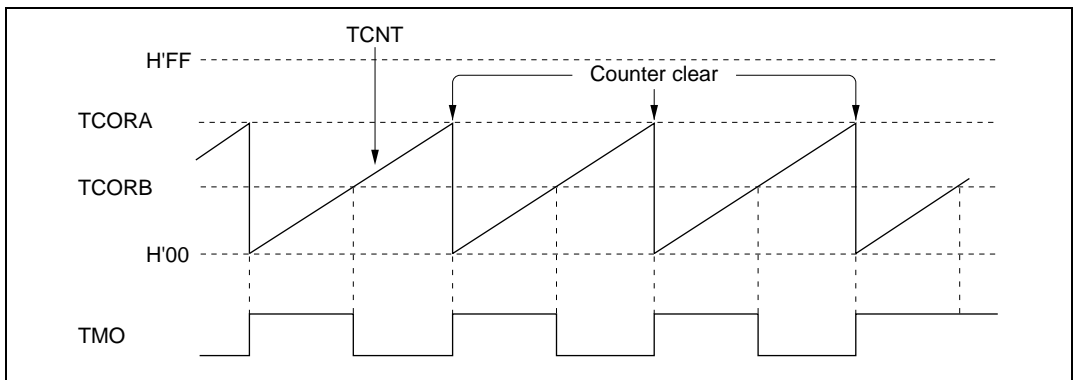 TCNT
H'FF
Counter clear
TCORA
TCORB
H'00
TMO